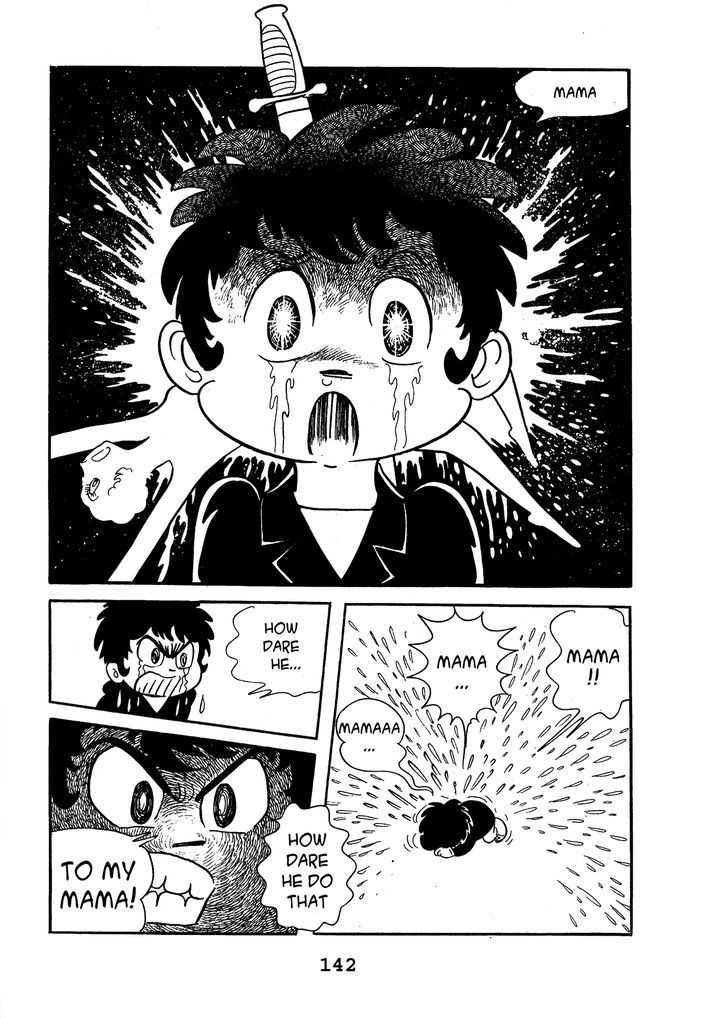 MAMA
MAMA
!!
MAMA
...
MAMAAA
...
HOW
DARE
HE...
HOW
DARE
HE DO
THAT
TO MY
MAMA!
142